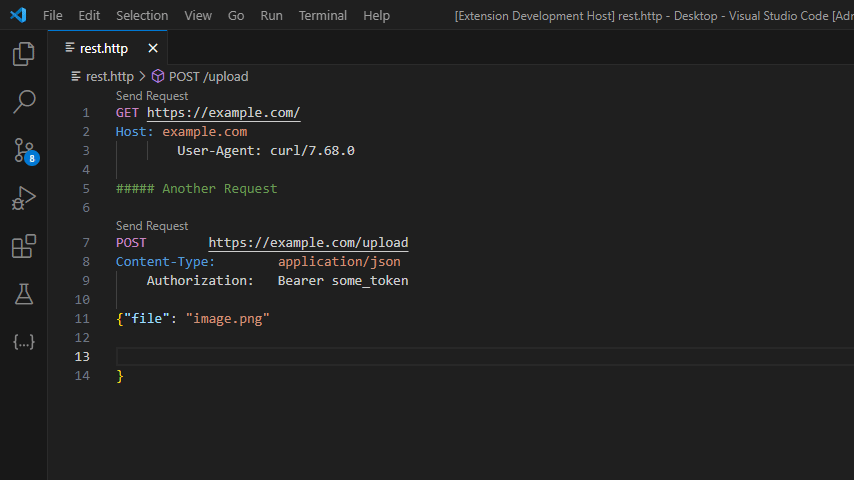 File Edit Selection View Go Run Terminal Help [Extension Development Host] rest.http - Desktop - Visual Studio Code [Adm
rest.http
rest.http > POST /upload
Send Request
1 GET https://example.com/
2 Host: example.com
3 User-Agent: curl/7.68.0
4
5 ##### Another Request
6
Send Request
7 POST https://example.com/upload
8 Content-Type: application/json
9 Authorization: Bearer some_token
10
11 {"file": "image.png"
12
13
14 }
8
{...}